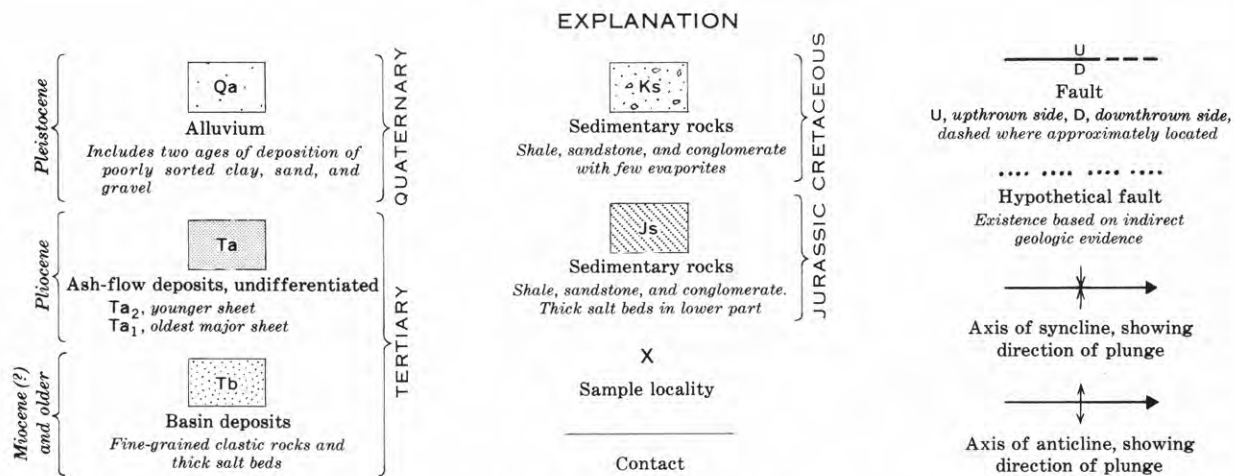 EXPLANATION
Pleistocene
Qa
Alluvium
Includes two ages of deposition of
poorly sorted clay, sand, and
gravel
QUATERNARY
Pliocene
Ta
Ash-flow deposits, undifferentiated
Ta2, younger sheet
Ta1, oldest major sheet
Miocene (?)
and older
Tb
Basin deposits
Fine-grained clastic rocks and
thick salt beds
TERTIARY
Ks
Sedimentary rocks
Shale, sandstone, and conglomerate
with few evaporites
CRETACEOUS
Js
Sedimentary rocks
Shale, sandstone, and conglomerate.
Thick salt beds in lower part
JURASSIC
X
Sample locality
Contact
U
D
Fault
U, upthrown side, D, downthrown side,
dashed where approximately located
Hypothetical fault
Existence based on indirect
geologic evidence
Axis of syncline, showing
direction of plunge
Axis of anticline, showing
direction of plunge